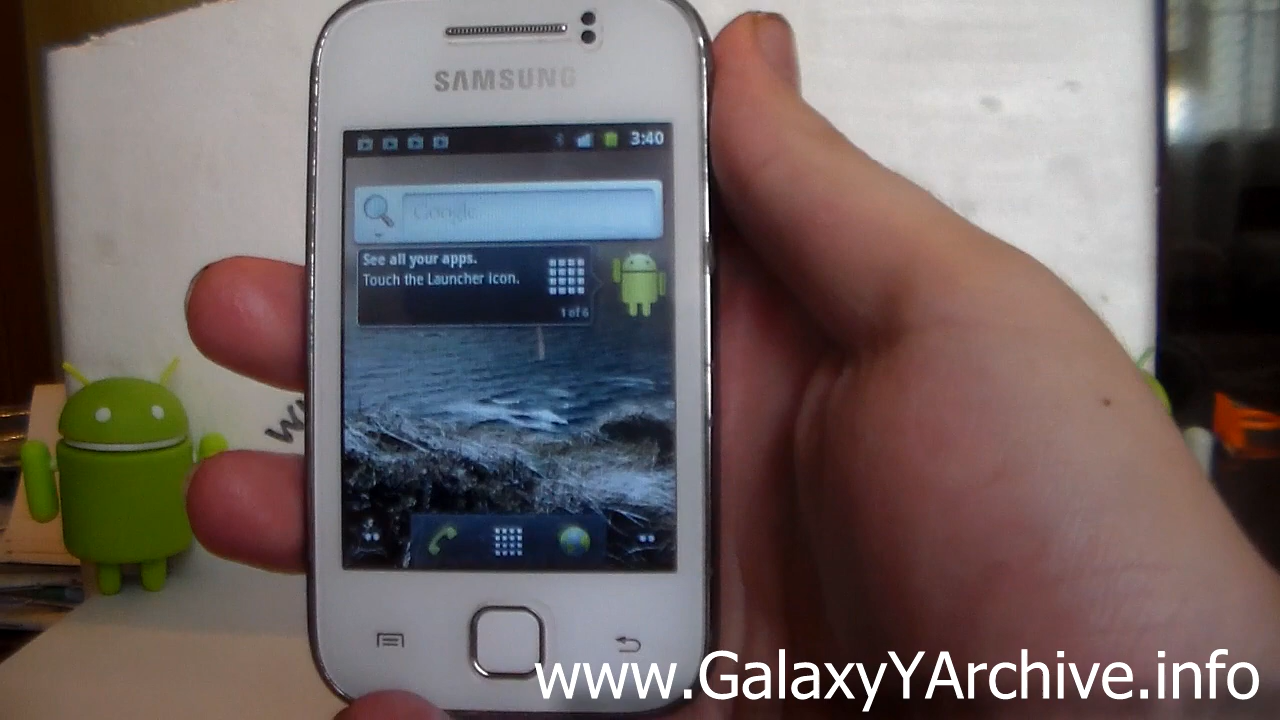 SAMSUNG
3:40
Google
See all your apps.
Touch the Launcher icon.
1 of 6
www.GalaxyYArchive.info